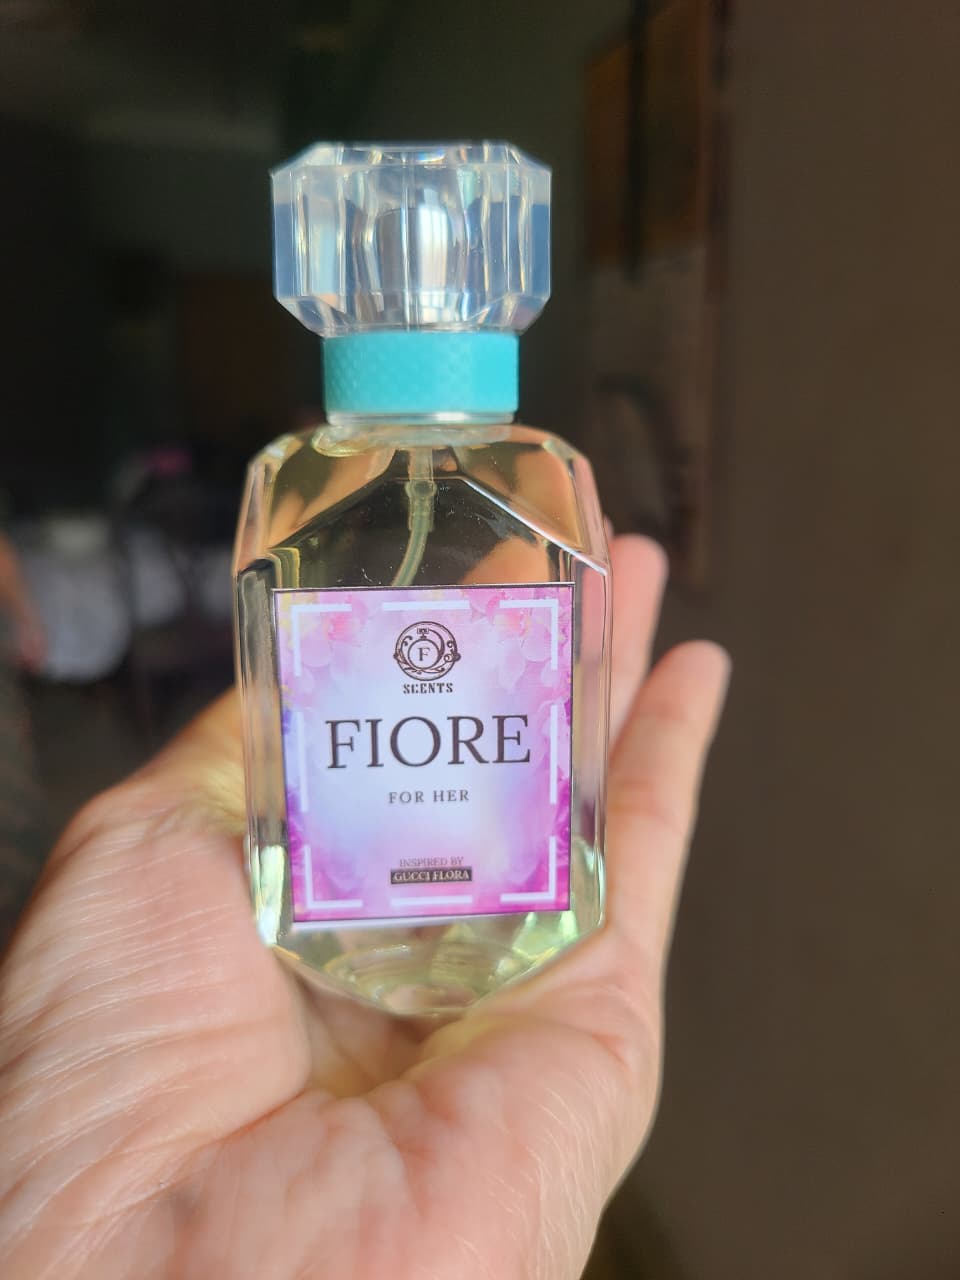 F
SCENTS
FIORE
FOR HER
INSPIRED BY
GUCCI FLORA